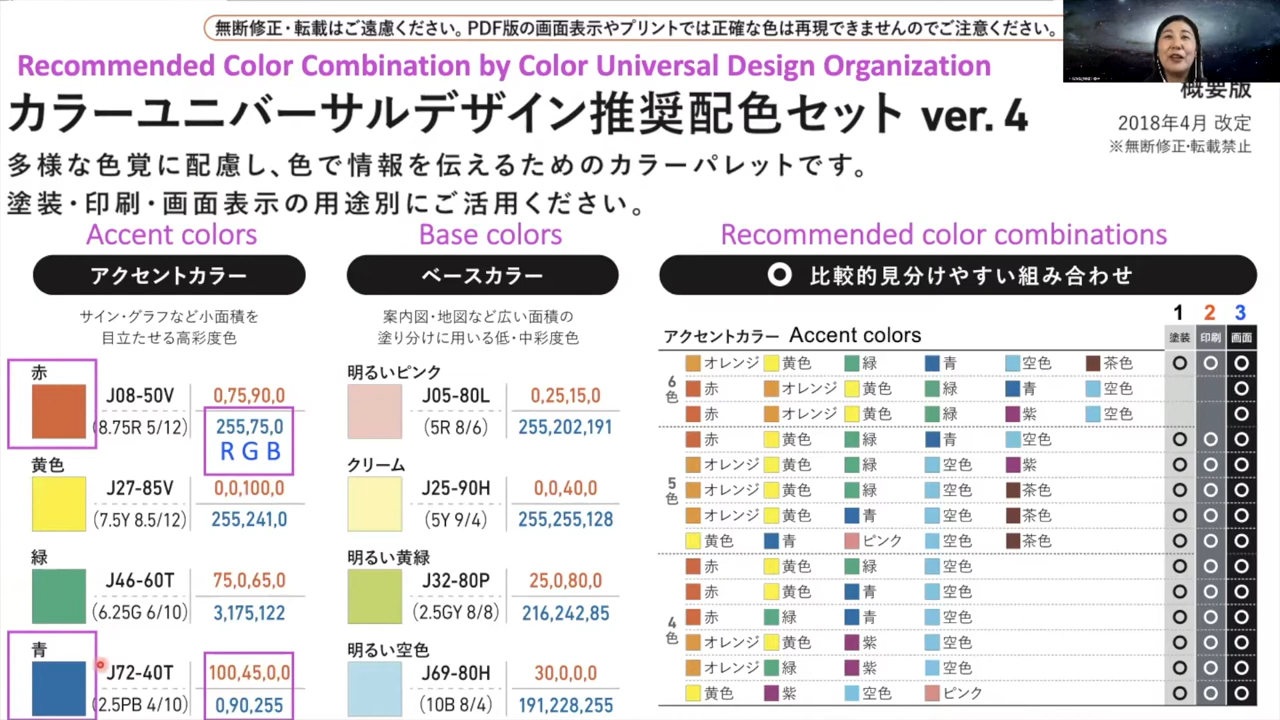 無断修正・転載はご遠慮ください。PDF版の画面表示やプリントでは正確な色は再現できませんのでご注意ください。
Recommended Color Combination by Color Universal Design Organization
カラーユニバーサルデザイン推奨配色セット ver. 4
概要版
2018年4月 改定
※無断修正・転載禁止
多様な色覚に配慮し、色で情報を伝えるためのカラーパレットです。
塗装・印刷・画面表示の用途別にご活用ください。
Accent colors
アクセントカラー
サイン・グラフなど小面積を
目立たせる高彩度色
赤
J08-50V 0,75,90,0
(8.75R 5/12) 255,75,0
R G B
黄色
J27-85V 0,0,100,0
(7.5Y 8.5/12) 255,241,0
緑
J46-60T 75,0,65,0
(6.25G 6/10) 3,175,122
青
J72-40T 100,45,0,0
(2.5PB 4/10) 0,90,255
Base colors
ベースカラー
案内図・地図など広い面積の
塗り分けに用いる低・中彩度色
明るいピンク
J05-80L 0,25,15,0
(5R 8/6) 255,202,191
クリーム
J25-90H 0,0,40,0
(5Y 9/4) 255,255,128
明るい黄緑
J32-80P 25,0,80,0
(2.5GY 8/8) 216,242,85
明るい空色
J69-80H 30,0,0,0
(10B 8/4) 191,228,255
Recommended color combinations
比較的見分けやすい組み合わせ
1 2 3
アクセントカラー Accent colors 塗装 印刷 画面
6色
オレンジ 黄色 緑 青 空色 茶色
赤 オレンジ 黄色 緑 青 空色
赤 オレンジ 黄色 緑 紫 空色
5色
赤 黄色 緑 青 空色
オレンジ 黄色 緑 空色 紫
オレンジ 黄色 緑 空色 茶色
オレンジ 黄色 青 空色 茶色
黄色 青 ピンク 空色 茶色
4色
赤 黄色 緑 空色
赤 黄色 青 空色
赤 緑 青 空色
オレンジ 黄色 紫 空色
オレンジ 緑 紫 空色
黄色 紫 空色 ピンク